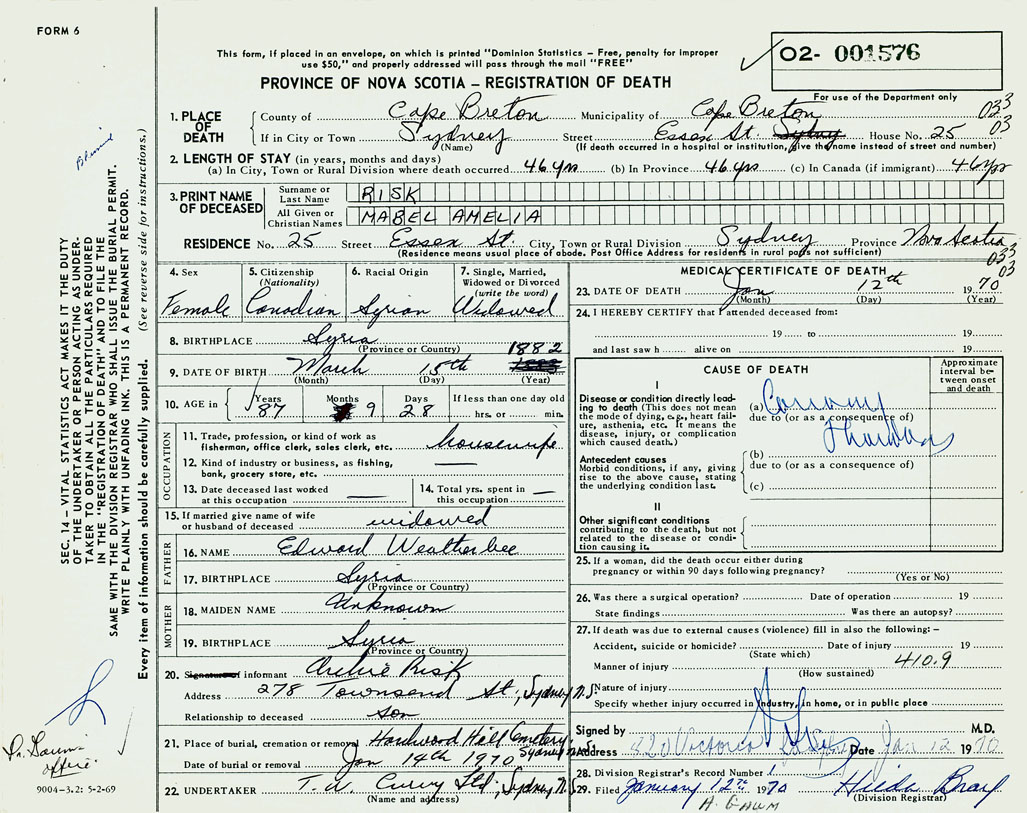 FORM 6
This form, if placed in an envelope, on which is printed "Dominion Statistics – Free, penalty for improper
use $50," and properly addressed will pass through the mail "FREE"
02- 001576
For use of the Department only
PROVINCE OF NOVA SCOTIA – REGISTRATION OF DEATH
033
03
1. PLACE OF DEATH
County of Cape Breton Municipality of Cape Breton
If in City or Town Sydney Street Essex St. Sydney House No. 25
(Name) (If death occurred in a hospital or institution, give the name instead of street and number)
2. LENGTH OF STAY (in years, months and days)
(a) In City, Town or Rural Division where death occurred 46 yrs (b) In Province 46 yrs (c) In Canada (if immigrant) 46 yrs
3. PRINT NAME OF DECEASED
Surname or Last Name RISK
All Given or Christian Names MABEL AMELIA
RESIDENCE No. 25 Street Essex St. City, Town or Rural Division Sydney Province Nova Scotia
(Residence means usual place of abode. Post Office Address for residents in rural parts not sufficient)
033
03
4. Sex
Female
5. Citizenship
(Nationality)
Canadian
6. Racial Origin
Syrian
7. Single, Married,
Widowed or Divorced
(write the word)
Widowed
8. BIRTHPLACE Syria
(Province or Country)
1882
9. DATE OF BIRTH March 15th 1883
(Month) (Day) (Year)
10. AGE in
Years Months Days If less than one day old
87 9 28 hrs. or min.
OCCUPATION
11. Trade, profession, or kind of work as
fisherman, office clerk, sales clerk, etc. housewife
12. Kind of industry or business, as fishing,
bank, grocery store, etc.
13. Date deceased last worked
at this occupation
14. Total yrs. spent in
this occupation
15. If married give name of wife
or husband of deceased widowed
FATHER
16. NAME Edward Weatherbee
17. BIRTHPLACE Syria
(Province or Country)
MOTHER
18. MAIDEN NAME Unknown
19. BIRTHPLACE Syria
(Province or Country)
20. Signature of informant Archie Risk
Address 278 Townsend St, Sydney N.S.
Relationship to deceased son
21. Place of burial, cremation or removal Hardwood Hill Cemetery
Sydney N.S.
Date of burial or removal Jan 14th 1970
22. UNDERTAKER T.W. Curry Ltd, Sydney N.S.
(Name and address)
MEDICAL CERTIFICATE OF DEATH
23. DATE OF DEATH Jan 12th 1970
(Month) (Day) (Year)
24. I HEREBY CERTIFY that I attended deceased from:
19 to 19
and last saw h alive on 19
CAUSE OF DEATH
Approximate
interval be-
tween onset
and death
I
Disease or condition directly lead-
ing to death (This does not mean
the mode of dying, e.g., heart failure,
asthenia, etc. It means the
disease, injury, or complication
which caused death.)
(a) Coronary
due to (or as a consequence of)
Thrombosis
Antecedent causes
Morbid conditions, if any, giving
rise to the above cause, stating
the underlying condition last.
(b)
due to (or as a consequence of)
(c)
II
Other significant conditions
contributing to the death, but not
related to the disease or condi-
tion causing it.
25. If a woman, did the death occur either during
pregnancy or within 90 days following pregnancy?
(Yes or No)
26. Was there a surgical operation? Date of operation 19
State findings Was there an autopsy?
27. If death was due to external causes (violence) fill in also the following: –
Accident, suicide or homicide? Date of injury 19
(State which)
410.9
Manner of injury
(How sustained)
Nature of injury
Specify whether injury occurred in Industry, in home, or in public place
Signed by M.D.
Address 320 Victoria Date Jan 12 1970
28. Division Registrar's Record Number
29. Filed January 12th 1970 Hilda Bray
(Division Registrar)
A. GAUM
SEC. 14 – VITAL STATISTICS ACT MAKES IT THE DUTY
OF THE UNDERTAKER OR PERSON ACTING AS UNDER-
TAKER TO OBTAIN ALL THE PARTICULARS REQUIRED
IN THE "REGISTRATION OF DEATH" AND TO FILE THE
SAME WITH THE DIVISION REGISTRAR WHO SHALL ISSUE THE BURIAL PERMIT.
WRITE PLAINLY WITH UNFADING INK. THIS IS A PERMANENT RECORD.
Every item of information should be carefully supplied. (See reverse side for instructions.)
Dr. Gaum
office.
9004-3.2: 5-2-69